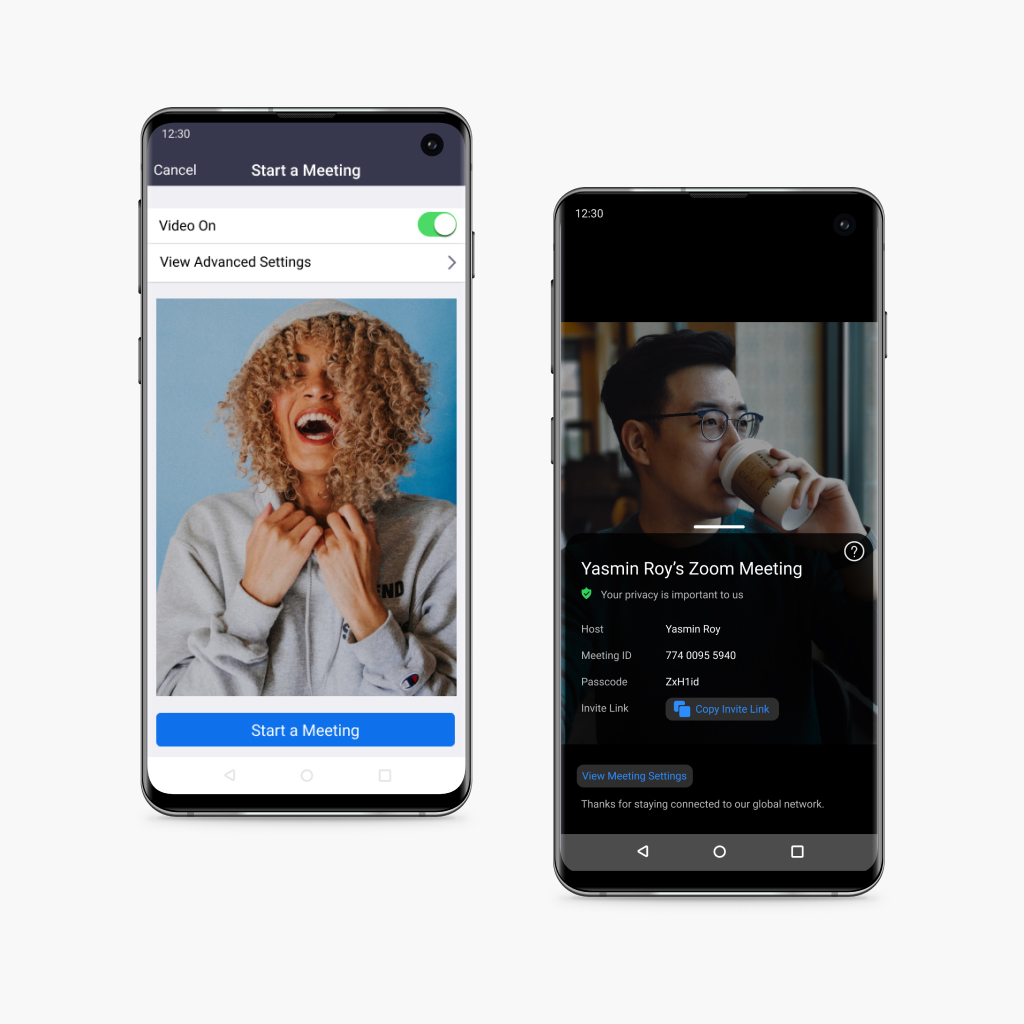 12:30
Cancel
Start a Meeting
Video On
View Advanced Settings
END
Start a Meeting
12:30
?
Yasmin Roy’s Zoom Meeting
Your privacy is important to us
Host Yasmin Roy
Meeting ID 774 0095 5940
Passcode ZxH1id
Invite Link Copy Invite Link
View Meeting Settings
Thanks for staying connected to our global network.